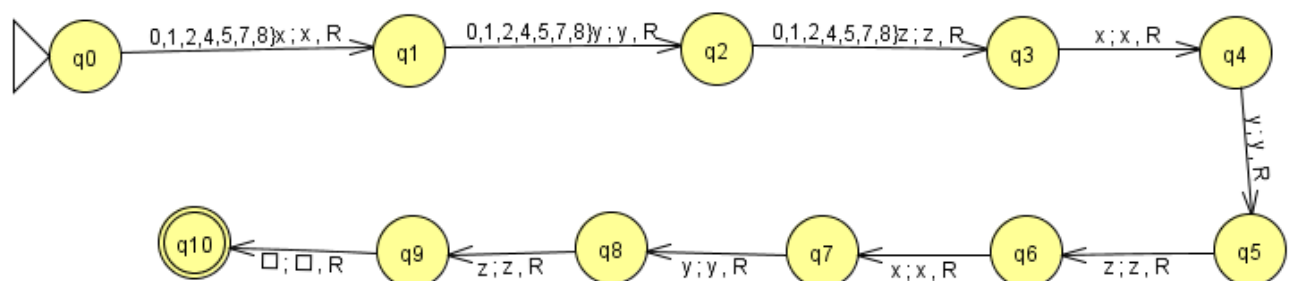 q0
0,1,2,4,5,7,8}x ; x , R
q1
0,1,2,4,5,7,8}y ; y , R
q2
0,1,2,4,5,7,8}z ; z , R
q3
x ; x , R
q4
y ; y , R
q5
z ; z , R
q6
x ; x , R
q7
y ; y , R
q8
z ; z , R
q9
□ ; □ , R
q10